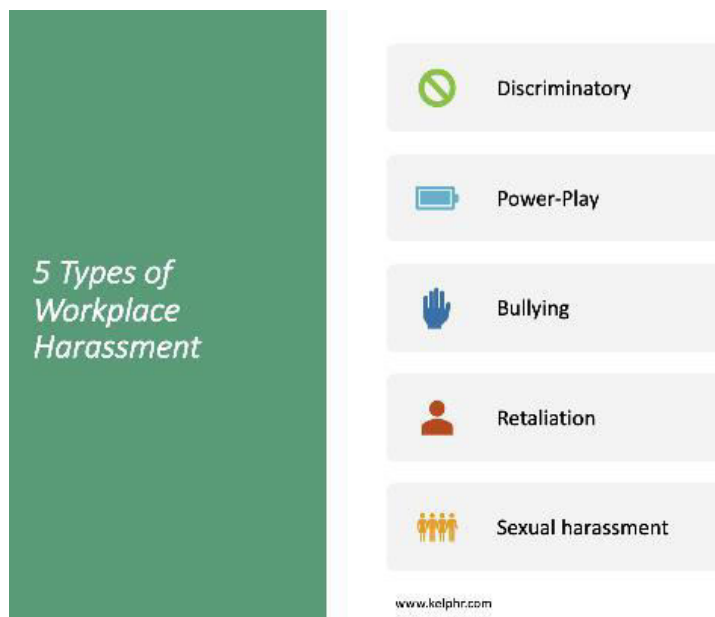 5 Types of
Workplace
Harassment
Discriminatory
Power-Play
Bullying
Retaliation
Sexual harassment
www.kelphr.com